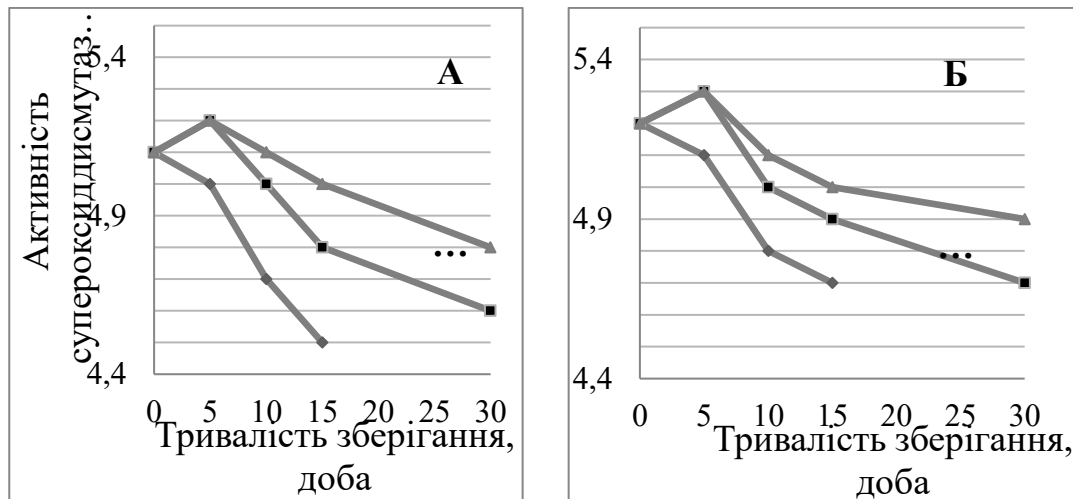 Активність
супероксиддисмутаз...
5,4
4,9
4,4
А
...
0 5 10 15 20 25 30
Тривалість зберігання,
доба
5,4
4,9
4,4
Б
...
0 5 10 15 20 25 30
Тривалість зберігання,
доба